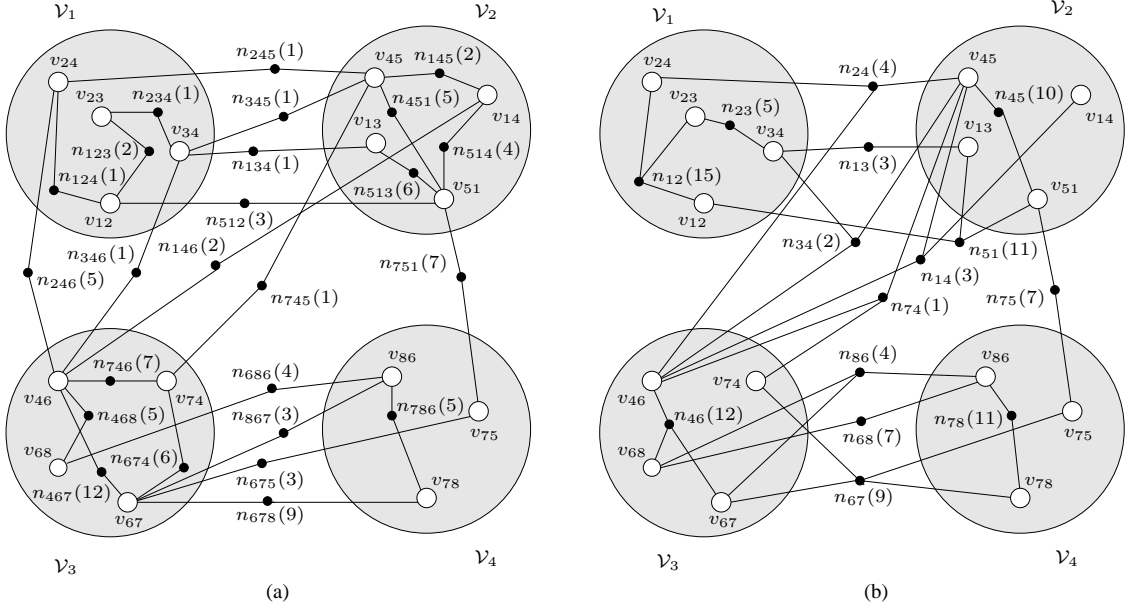 𝒱₁
𝒱₂
v₂₄
n₂₄₅(1)
v₄₅
n₁₄₅(2)
v₂₃
n₂₃₄(1)
n₃₄₅(1)
n₄₅₁(5)
v₁₄
v₃₄
v₁₃
n₁₂₃(2)
n₁₃₄(1)
n₅₁₄(4)
n₁₂₄(1)
n₅₁₃(6)
v₅₁
v₁₂
n₅₁₂(3)
n₃₄₆(1)
n₁₄₆(2)
n₂₄₆(5)
n₇₅₁(7)
n₇₄₅(1)
n₇₄₆(7)
n₆₈₆(4)
v₈₆
v₄₆
v₇₄
n₈₆₇(3)
n₇₈₆(5)
n₄₆₈(5)
v₇₅
v₆₈
n₆₇₄(6)
n₆₇₅(3)
n₄₆₇(12)
v₇₈
v₆₇
n₆₇₈(9)
𝒱₃
𝒱₄
(a)
𝒱₁
𝒱₂
v₂₄
n₂₄(4)
v₄₅
v₂₃
n₂₃(5)
n₄₅(10)
v₁₄
v₃₄
v₁₃
n₁₃(3)
n₁₂(15)
v₅₁
v₁₂
n₃₄(2)
n₅₁(11)
n₁₄(3)
n₇₄(1)
n₇₅(7)
n₈₆(4)
v₈₆
v₇₄
v₄₆
n₄₆(12)
n₇₈(11)
v₇₅
n₆₈(7)
v₆₈
v₇₈
v₆₇
n₆₇(9)
𝒱₃
𝒱₄
(b)